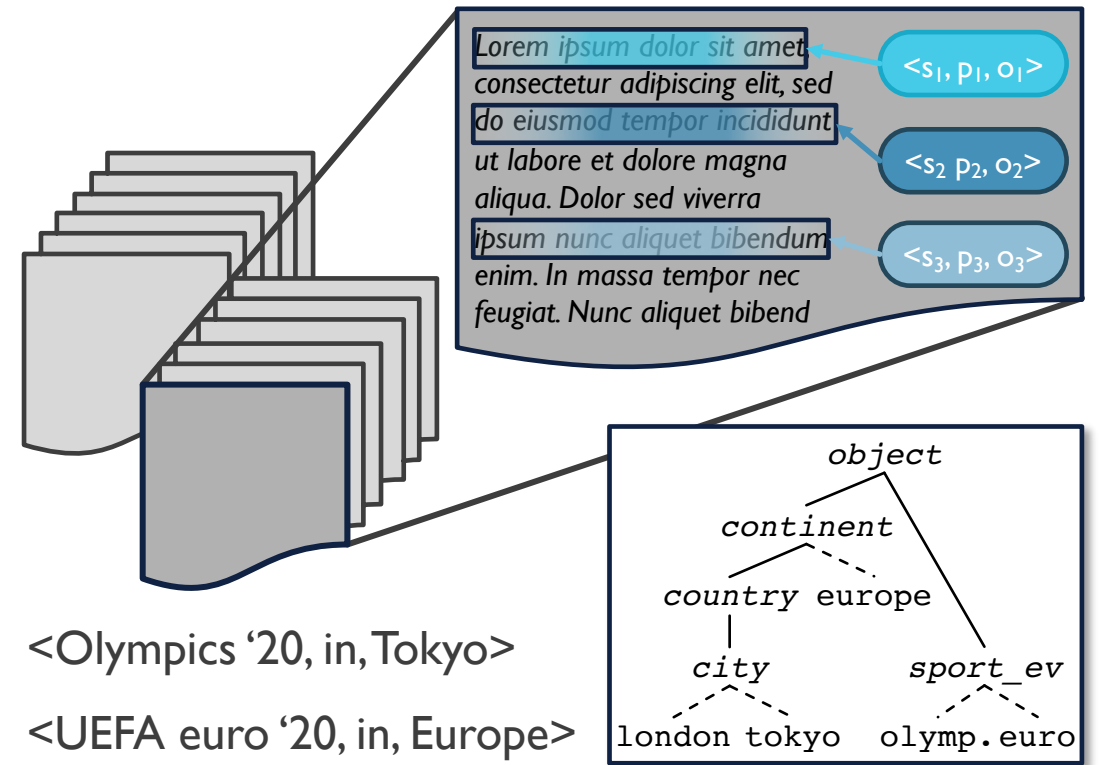 Lorem ipsum dolor sit amet,
consectetur adipiscing elit, sed
do eiusmod tempor incididunt
ut labore et dolore magna
aliqua. Dolor sed viverra
ipsum nunc aliquet bibendum
enim. In massa tempor nec
feugiat. Nunc aliquet bibend
<s₁, p₁, o₁>
<s₂ p₂, o₂>
<s₃, p₃, o₃>
object
continent
country europe
city sport_ev
london tokyo olymp.euro
<Olympics ‘20, in, Tokyo>
<UEFA euro ‘20, in, Europe>